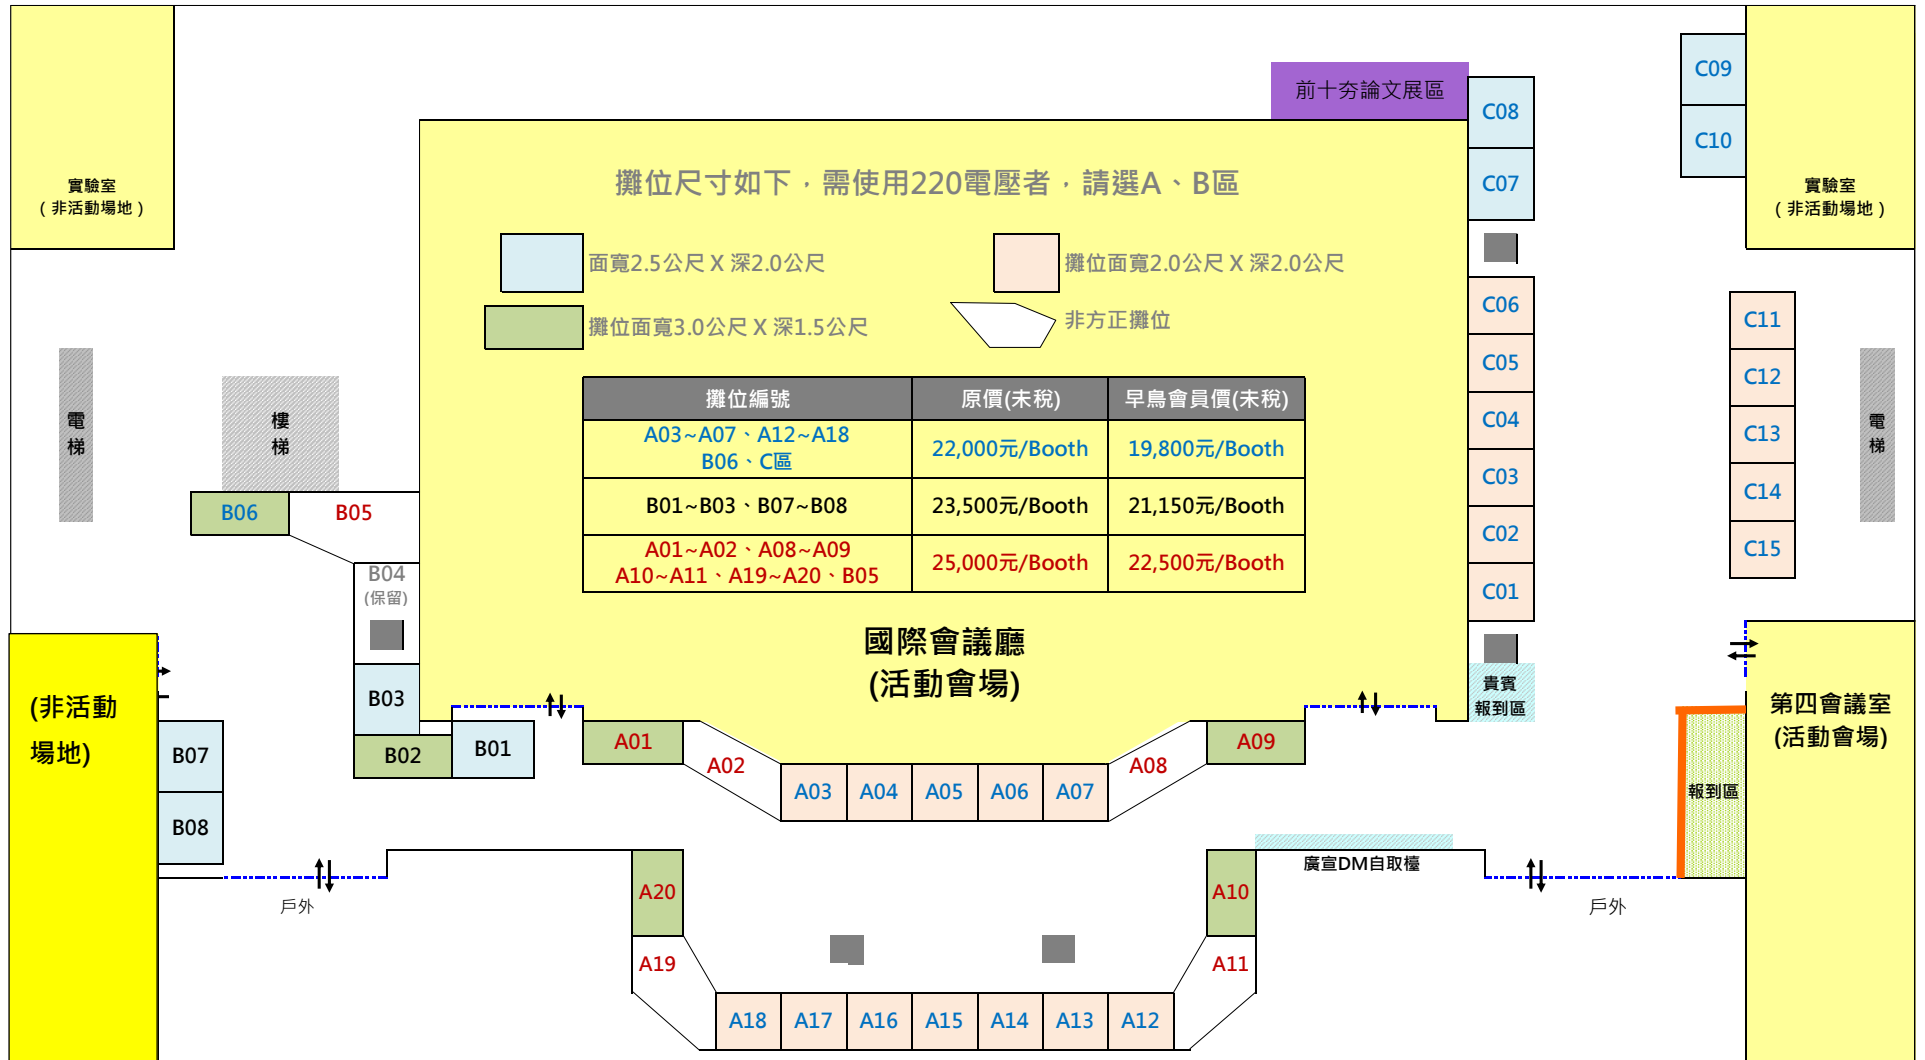 前十夯論文展區
C09
C08
C10
C07
實驗室
(非活動場地)
實驗室
(非活動場地)
攤位尺寸如下，需使用220電壓者，請選A、B區
面寬2.5公尺 X 深2.0公尺
攤位面寬2.0公尺 X 深2.0公尺
攤位面寬3.0公尺 X 深1.5公尺
非方正攤位
C06
C05
C04
C03
C02
C01
C11
C12
C13
C14
C15
電梯
樓梯
電梯
攤位編號 原價(未稅) 早鳥會員價(未稅)
A03~A07、A12~A18
B06、C區
22,000元/Booth 19,800元/Booth
B01~B03、B07~B08 23,500元/Booth 21,150元/Booth
A01~A02、A08~A09
A10~A11、A19~A20、B05
25,000元/Booth 22,500元/Booth
B06
B05
B04
(保留)
國際會議廳
(活動會場)
貴賓
報到區
(非活動
場地)
B03
B02
B01
B07
B08
A01
A02
A03
A04
A05
A06
A07
A08
A09
第四會議室
(活動會場)
報到區
廣宣DM自取檯
戶外
戶外
A20
A19
A18
A17
A16
A15
A14
A13
A12
A11
A10